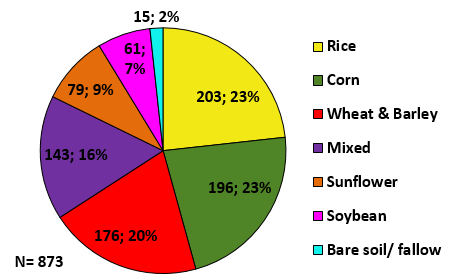 15; 2%
61;
7%
79; 9%
203; 23%
143; 16%
196; 23%
176; 20%
N= 873
Rice
Corn
Wheat & Barley
Mixed
Sunflower
Soybean
Bare soil/ fallow